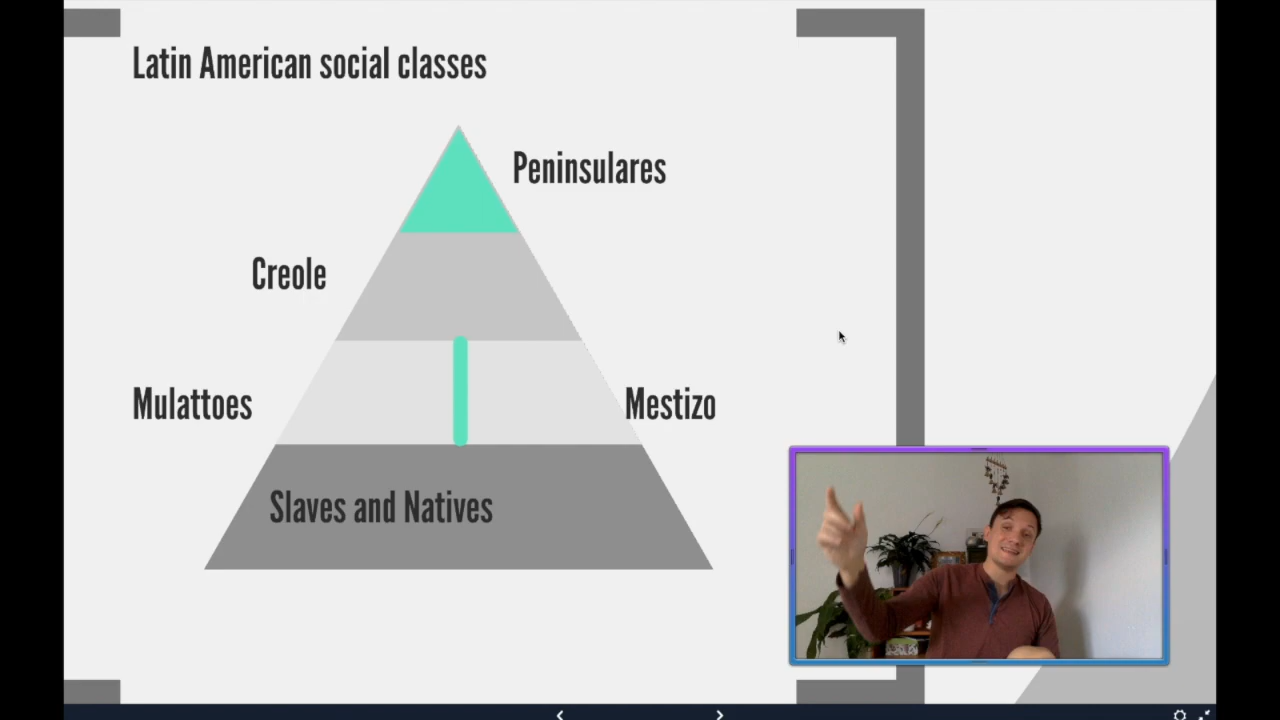 Latin American social classes
Peninsulares
Creole
Mulattoes
Mestizo
Slaves and Natives